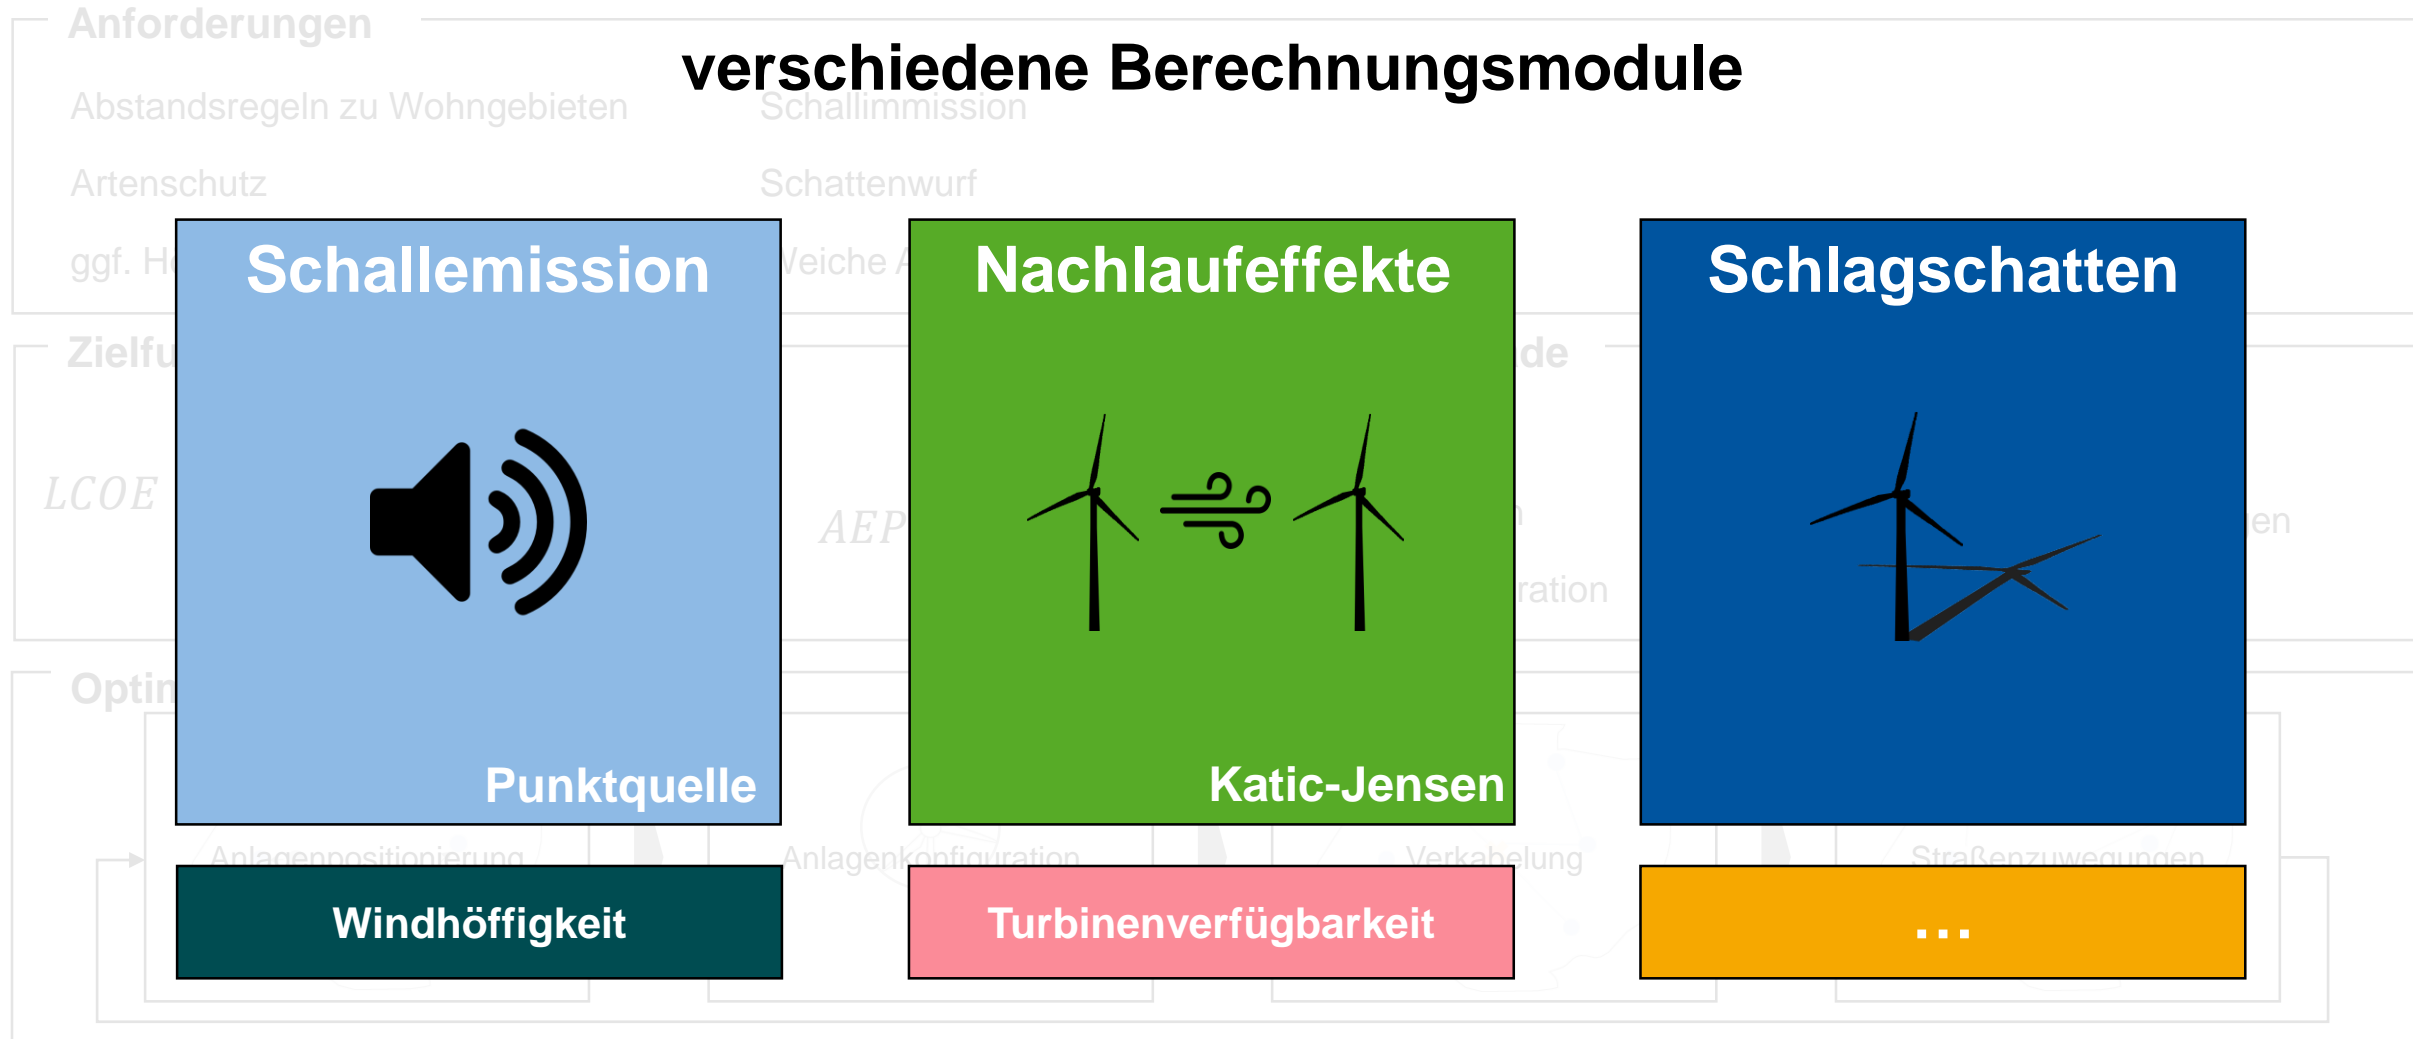 Anforderungen
verschiedene Berechnungsmodule
Abstandsregeln zu Wohngebieten
Schallimmission
Artenschutz
Schattenwurf
ggf.
Schallemission
Nachlaufeffekte
Schlagschatten
LCOE
AEP
Punktquelle
Katic-Jensen
Anlagenpositionierung
Anlagenkonfiguration
Verkabelung
Straßenzuwegungen
Windhöffigkeit
Turbinenverfügbarkeit
...